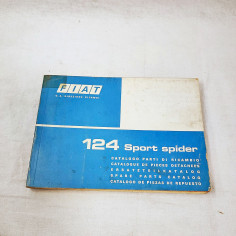 FIAT
124 Sport spider
CATALOGO PARTI DI RICAMBIO
CATALOGUE DE PIECES DETACHEES
ERSATZTEILKATALOG
SPARE PARTS CATALOG
CATALOGO DE PIEZAS DE REPUESTO